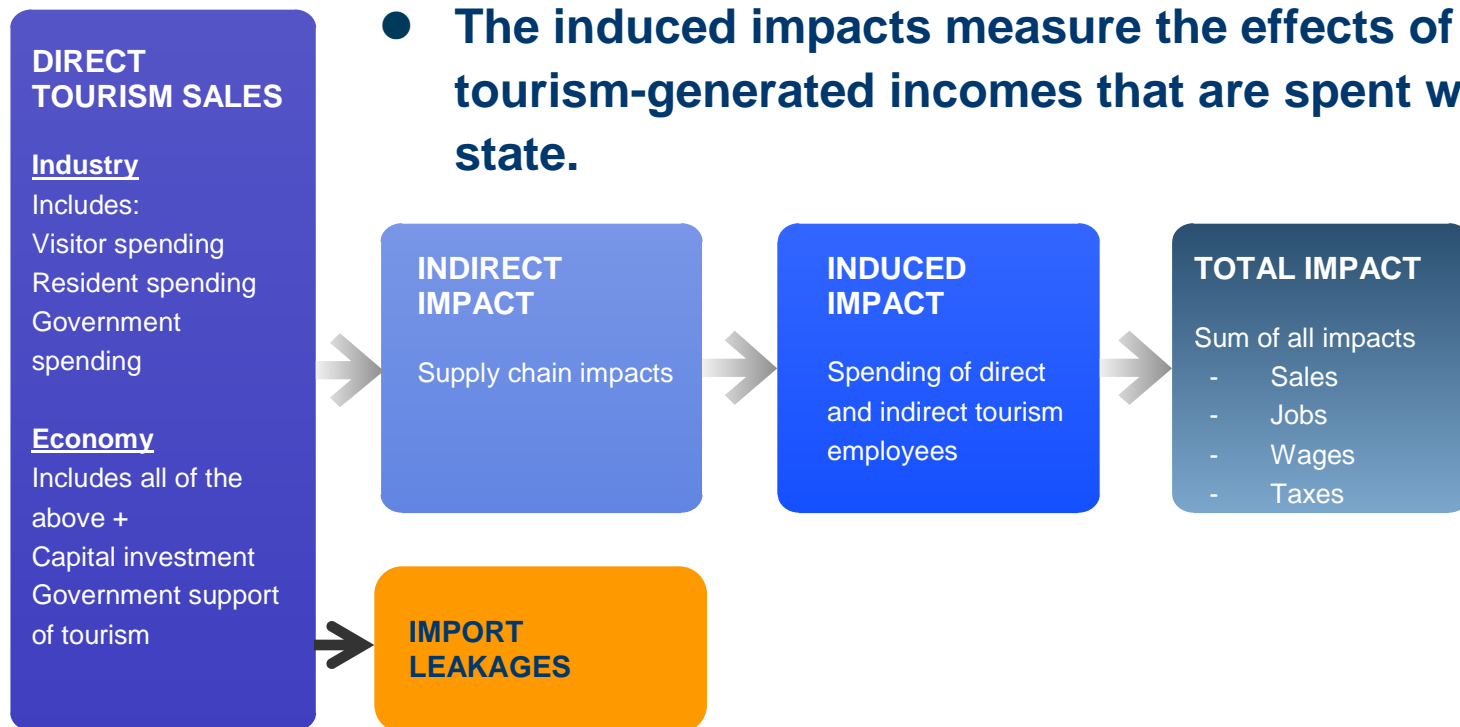 DIRECT
TOURISM SALES
Industry
Includes:
Visitor spending
Resident spending
Government
spending
Economy
Includes all of the
above +
Capital investment
Government support
of tourism
● The induced impacts measure the effects of
tourism-generated incomes that are spent
state.
INDIRECT
IMPACT
Supply chain impacts
INDUCED
IMPACT
Spending of direct
and indirect tourism
employees
TOTAL IMPACT
Sum of all impacts
- Sales
- Jobs
- Wages
- Taxes
IMPORT
LEAKAGES